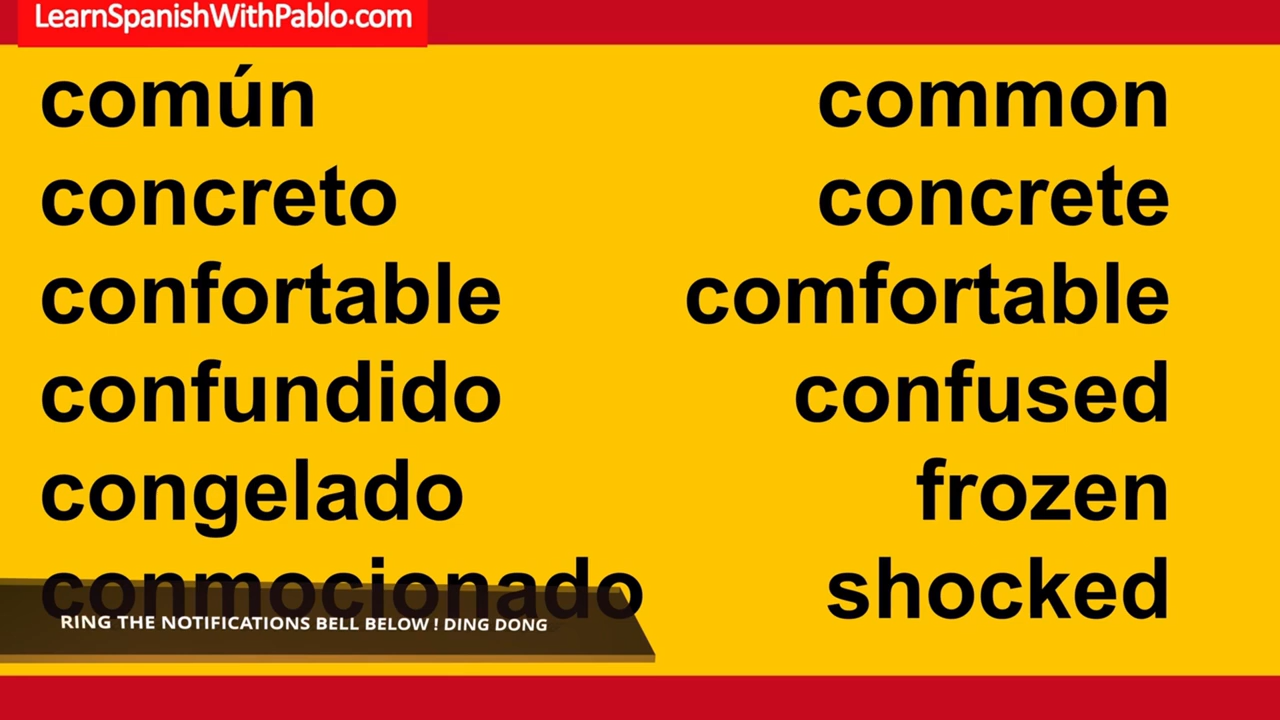 LearnSpanishWithPablo.com
común common
concreto concrete
confortable comfortable
confundido confused
congelado frozen
conmocionado shocked
RING THE NOTIFICATIONS BELL BELOW ! DING DONG